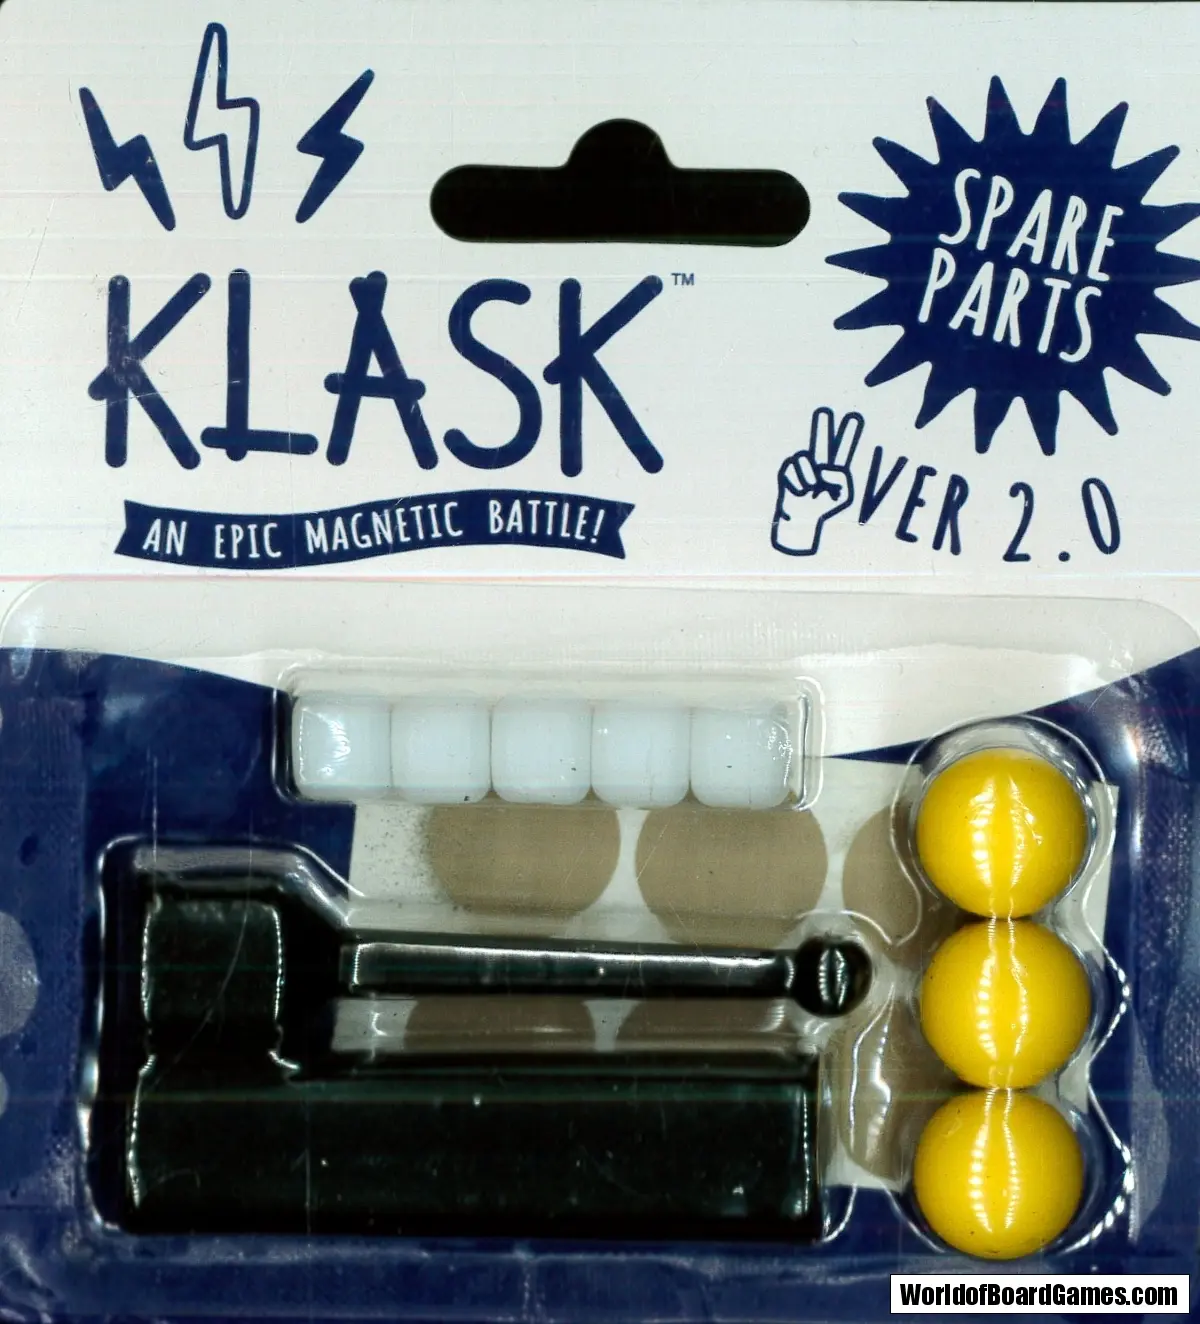 KLASK™
AN EPIC MAGNETIC BATTLE!
SPARE
PARTS
VER 2.0
WorldofBoardGames.com